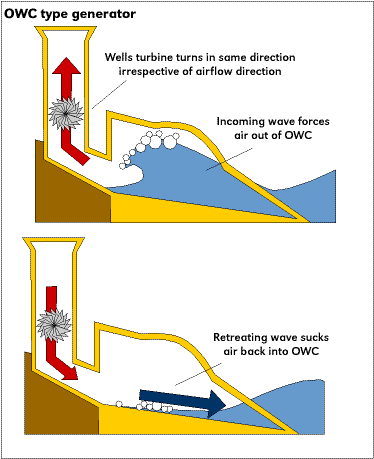 OWC type generator
Wells turbine turns in same direction
irrespective of airflow direction
Incoming wave forces
air out of OWC
Retreating wave sucks
air back into OWC